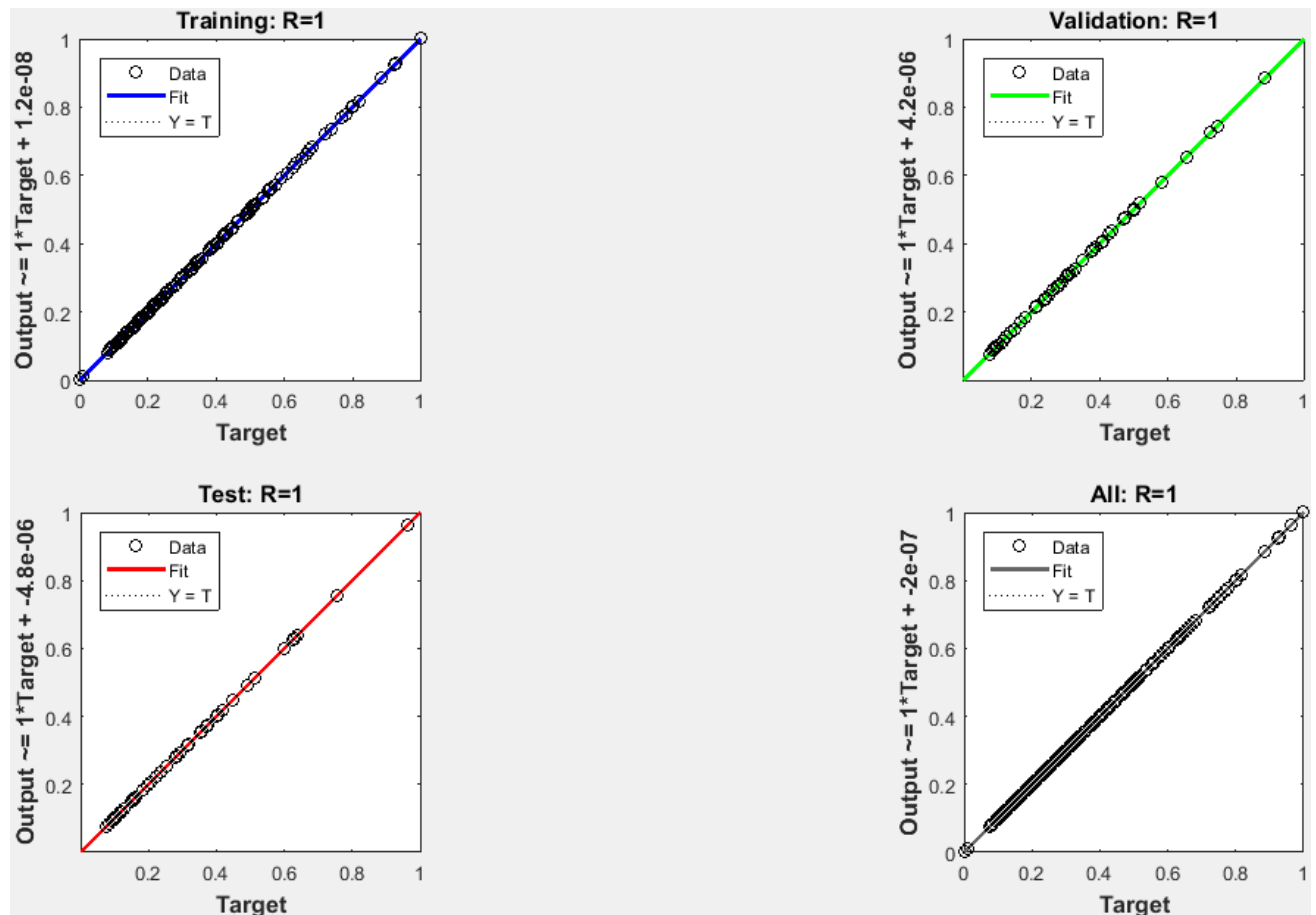 Training: R=1
Output ~= 1*Target + 1.2e-08
1
0.8
0.6
0.4
0.2
0
Data
Fit
Y = T
0 0.2 0.4 0.6 0.8 1
Target
Validation: R=1
Output ~= 1*Target + 4.2e-06
1
0.8
0.6
0.4
0.2
Data
Fit
Y = T
0.2 0.4 0.6 0.8 1
Target
Test: R=1
Output ~= 1*Target + -4.8e-06
1
0.8
0.6
0.4
0.2
Data
Fit
Y = T
0.2 0.4 0.6 0.8 1
Target
All: R=1
Output ~= 1*Target + -2e-07
1
0.8
0.6
0.4
0.2
0
Data
Fit
Y = T
0 0.2 0.4 0.6 0.8 1
Target